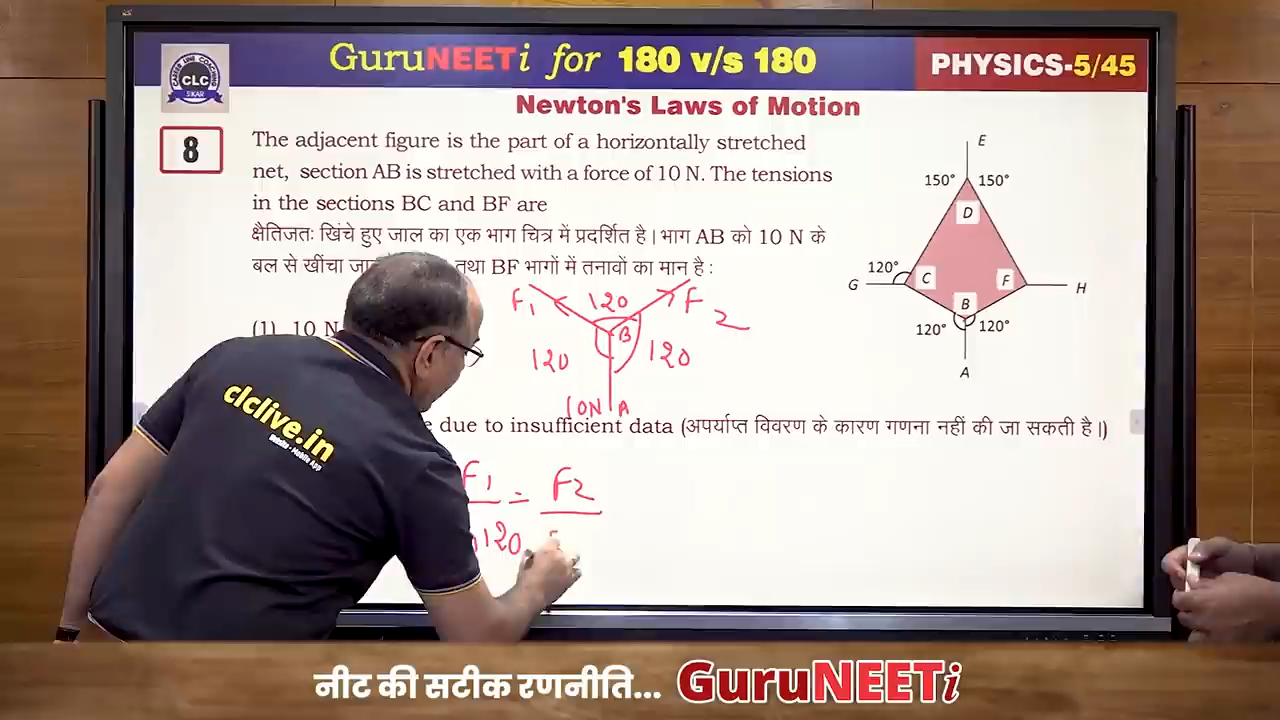 GuruNEETi for 180 v/s 180
PHYSICS-5/45
CAREER LINE COACHING
CLC
SIKAR
Newton's Laws of Motion
8
The adjacent figure is the part of a horizontally stretched
net, section AB is stretched with a force of 10 N. The tensions
in the sections BC and BF are
क्षैतिजतः खिंचे हुए जाल का एक भाग चित्र में प्रदर्शित है। भाग AB को 10 N के
बल से खींचा जा तथा BF भागों में तनावों का मान है :
(1) 10 N
due to insufficient data (अपर्याप्त विवरण के कारण गणना नहीं की जा सकती है।)
E
150° 150°
D
120°
G C F H
B
120° 120°
A
F1 120 F2
B
120 120
10N A
F1 = F2
120
clclive.in
नीट की सटीक रणनीति... GuruNEETi